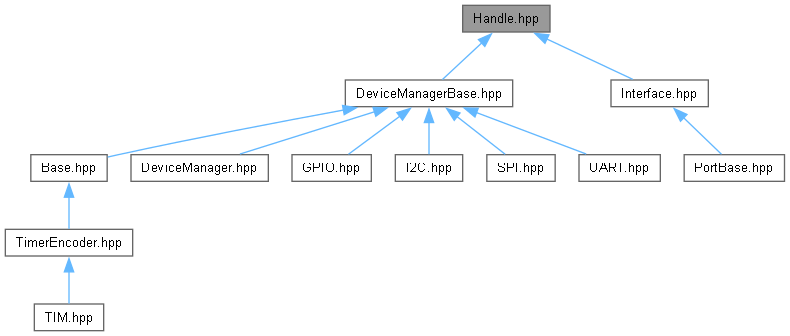 Handle.hpp
DeviceManagerBase.hpp
Interface.hpp
Base.hpp
DeviceManager.hpp
GPIO.hpp
I2C.hpp
SPI.hpp
UART.hpp
PortBase.hpp
TimerEncoder.hpp
TIM.hpp